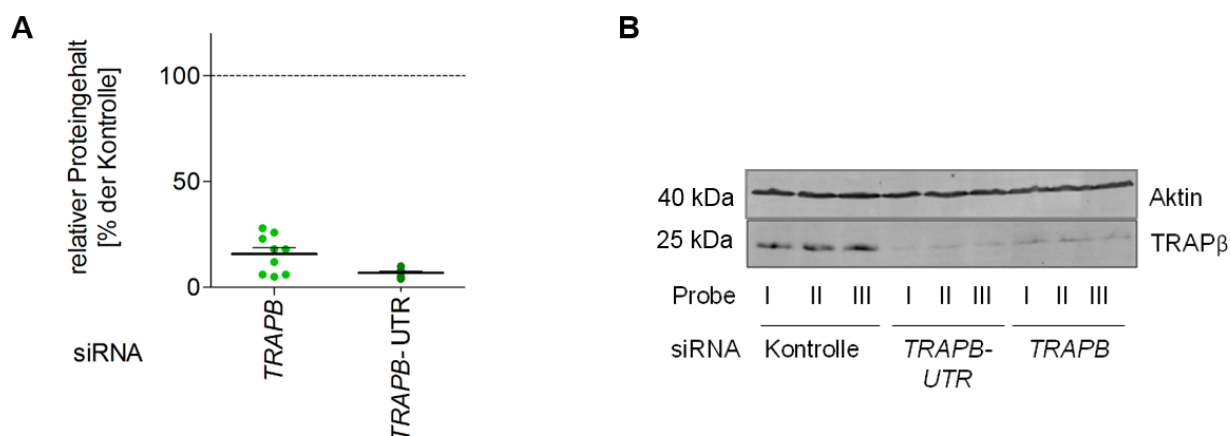 A
relativer Proteingehalt
[% der Kontrolle]
100
50
0
siRNA
TRAPB
TRAPB- UTR
B
40 kDa
Aktin
25 kDa
TRAPβ
Probe I II III I II III I II III
siRNA Kontrolle TRAPB- TRAPB
UTR